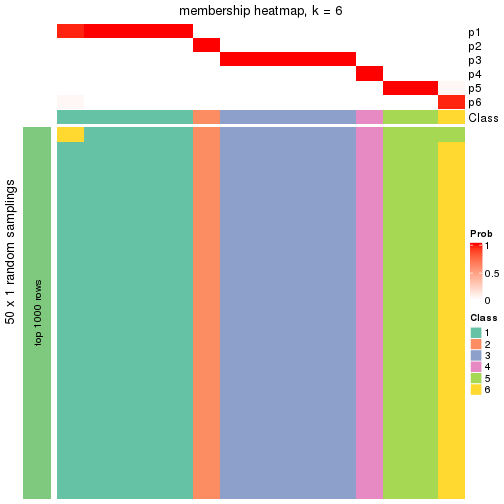 membership heatmap, k = 6
p1
p2
p3
p4
p5
p6
Class
50 x 1 random samplings
top 1000 rows
Prob
1
0.5
0
Class
1
2
3
4
5
6